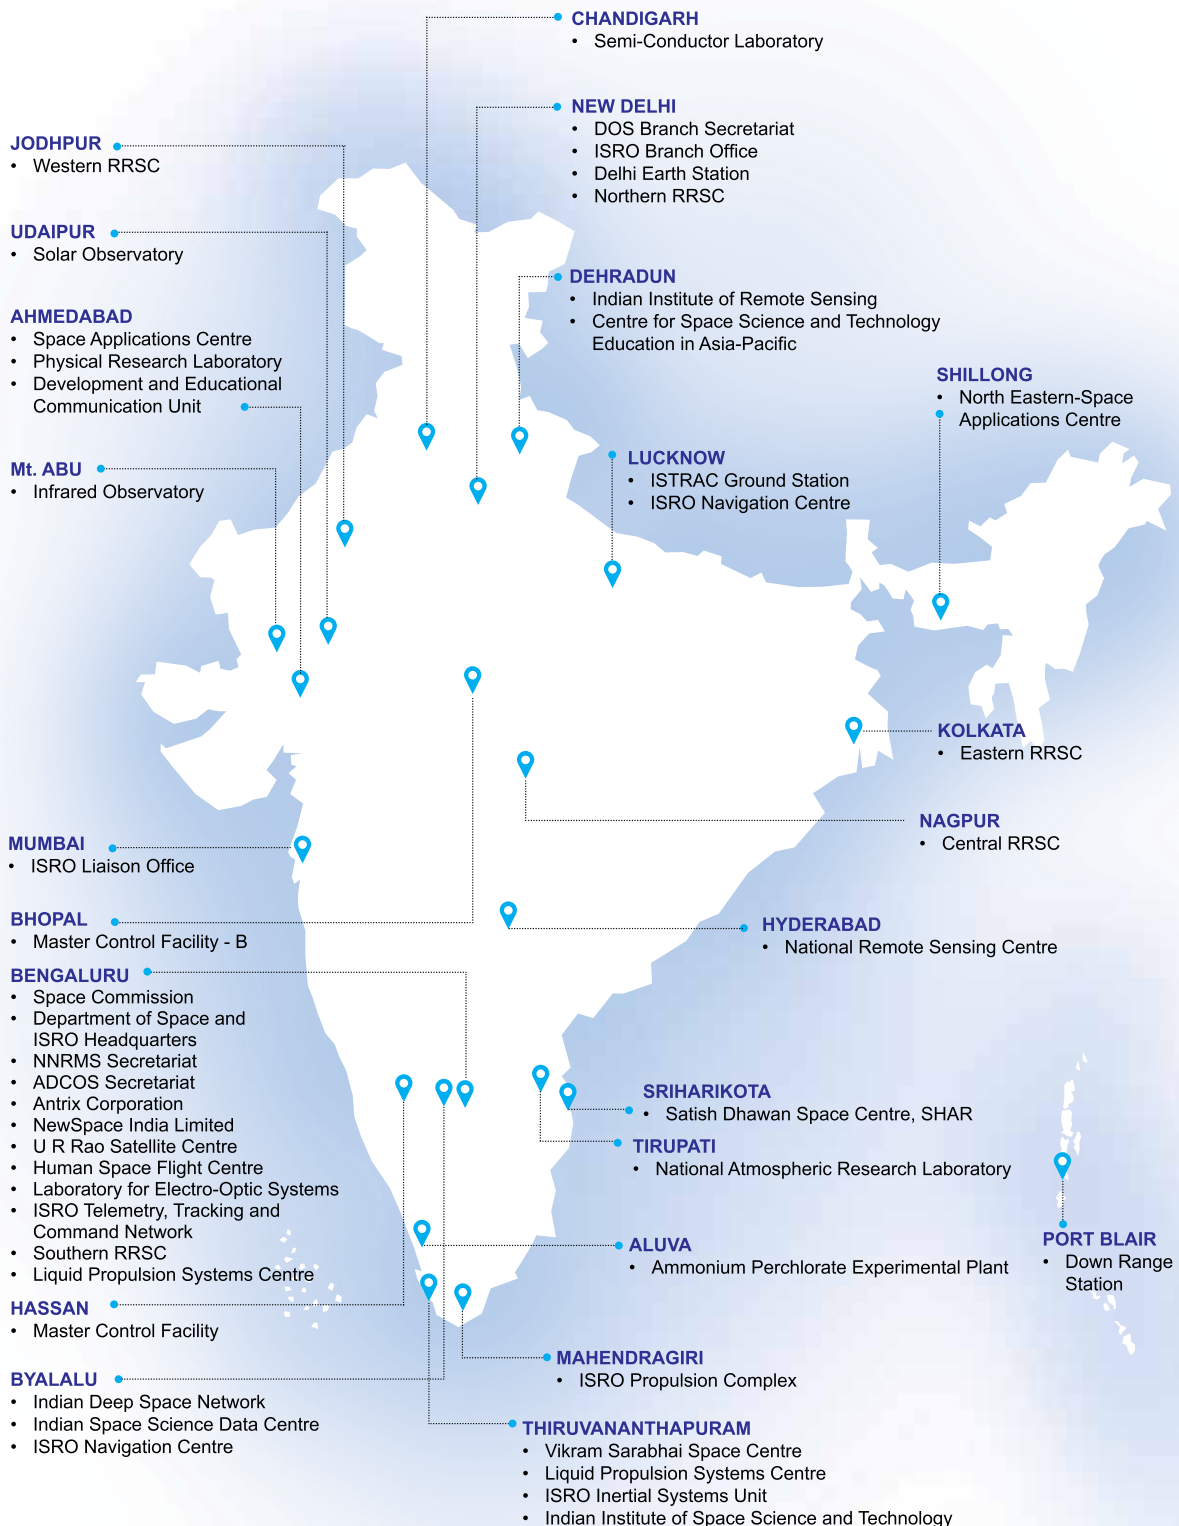 CHANDIGARH
• Semi-Conductor Laboratory
NEW DELHI
• DOS Branch Secretariat
• ISRO Branch Office
• Delhi Earth Station
• Northern RRSC
JODHPUR
• Western RRSC
UDAIPUR
• Solar Observatory
DEHRADUN
• Indian Institute of Remote Sensing
• Centre for Space Science and Technology
Education in Asia-Pacific
AHMEDABAD
• Space Applications Centre
• Physical Research Laboratory
• Development and Educational
Communication Unit
SHILLONG
• North Eastern-Space
Applications Centre
Mt. ABU
• Infrared Observatory
LUCKNOW
• ISTRAC Ground Station
• ISRO Navigation Centre
KOLKATA
• Eastern RRSC
NAGPUR
• Central RRSC
MUMBAI
• ISRO Liaison Office
BHOPAL
• Master Control Facility - B
HYDERABAD
• National Remote Sensing Centre
BENGALURU
• Space Commission
• Department of Space and
ISRO Headquarters
• NNRMS Secretariat
• ADCOS Secretariat
• Antrix Corporation
• NewSpace India Limited
• U R Rao Satellite Centre
• Human Space Flight Centre
• Laboratory for Electro-Optic Systems
• ISRO Telemetry, Tracking and
Command Network
• Southern RRSC
• Liquid Propulsion Systems Centre
SRIHARIKOTA
• Satish Dhawan Space Centre, SHAR
TIRUPATI
• National Atmospheric Research Laboratory
ALUVA
• Ammonium Perchlorate Experimental Plant
PORT BLAIR
• Down Range
Station
HASSAN
• Master Control Facility
MAHENDRAGIRI
• ISRO Propulsion Complex
BYALALU
• Indian Deep Space Network
• Indian Space Science Data Centre
• ISRO Navigation Centre
THIRUVANANTHAPURAM
• Vikram Sarabhai Space Centre
• Liquid Propulsion Systems Centre
• ISRO Inertial Systems Unit
• Indian Institute of Space Science and Technology